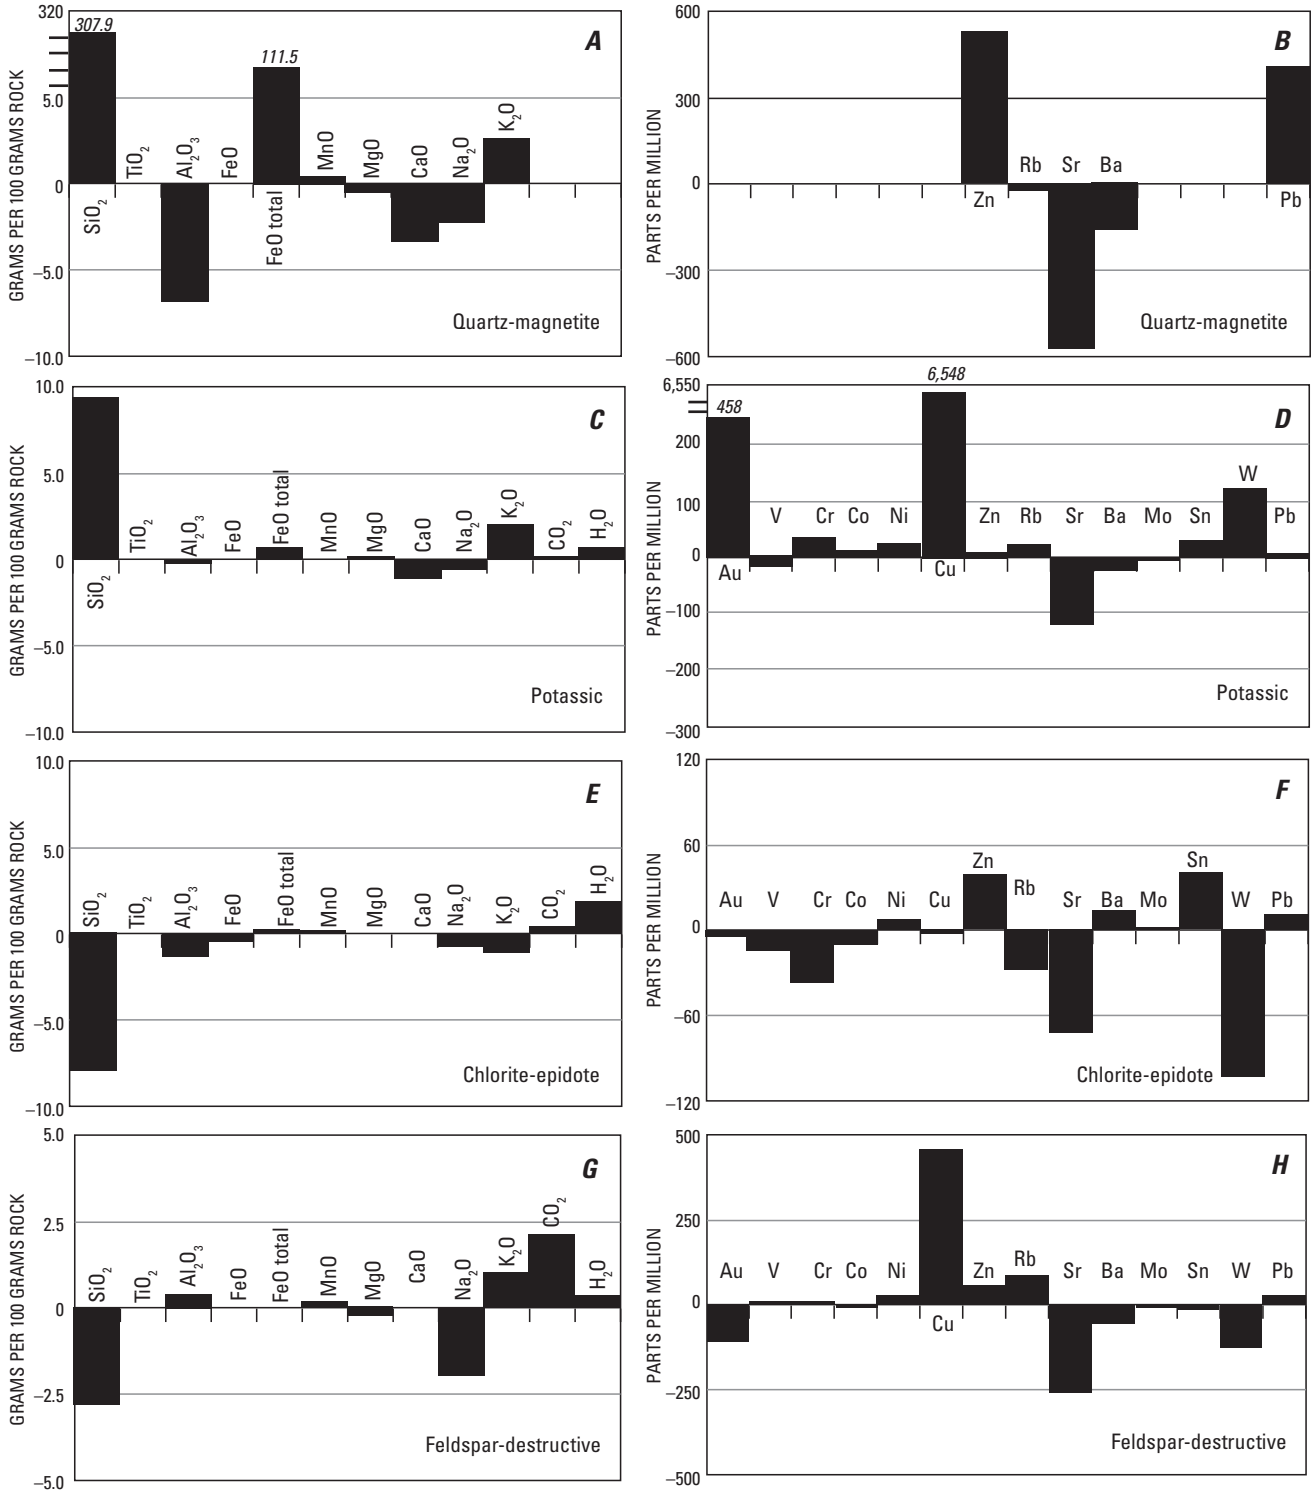 320
307.9
A
111.5
5.0
TiO₂
Al₂O₃
FeO
MnO
MgO
CaO
Na₂O
K₂O
0
SiO₂
FeO total
–5.0
–10.0
GRAMS PER 100 GRAMS ROCK
Quartz-magnetite
600
B
300
Rb
Sr
Ba
0
Zn
Pb
–300
–600
PARTS PER MILLION
Quartz-magnetite
10.0
C
5.0
TiO₂
Al₂O₃
FeO
FeO total
MnO
MgO
CaO
Na₂O
K₂O
CO₂
H₂O
0
SiO₂
–5.0
–10.0
GRAMS PER 100 GRAMS ROCK
Potassic
6,550
6,548
458
D
200
W
100
V
Cr
Co
Ni
Zn
Rb
Sr
Ba
Mo
Sn
Pb
0
Au
Cu
–100
–200
–300
PARTS PER MILLION
Potassic
10.0
E
5.0
SiO₂
TiO₂
Al₂O₃
FeO
FeO total
MnO
MgO
CaO
Na₂O
K₂O
CO₂
H₂O
0
–5.0
–10.0
GRAMS PER 100 GRAMS ROCK
Chlorite-epidote
120
F
60
Au
V
Cr
Co
Ni
Cu
Zn
Rb
Sr
Ba
Mo
Sn
W
Pb
0
–60
–120
PARTS PER MILLION
Chlorite-epidote
5.0
G
2.5
SiO₂
TiO₂
Al₂O₃
FeO
FeO total
MnO
MgO
CaO
Na₂O
K₂O
CO₂
H₂O
0
–2.5
–5.0
GRAMS PER 100 GRAMS ROCK
Feldspar-destructive
500
H
250
Au
V
Cr
Co
Ni
Zn
Rb
Sr
Ba
Mo
Sn
W
Pb
0
Cu
–250
–500
PARTS PER MILLION
Feldspar-destructive